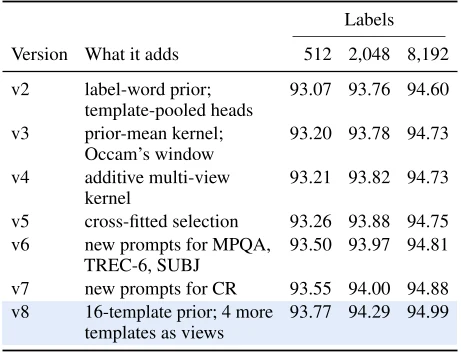 Labels
Version What it adds 512 2,048 8,192
v2 label-word prior; 93.07 93.76 94.60
template-pooled heads
v3 prior-mean kernel; 93.20 93.78 94.73
Occam's window
v4 additive multi-view 93.21 93.82 94.73
kernel
v5 cross-fitted selection 93.26 93.88 94.75
v6 new prompts for MPQA, 93.50 93.97 94.81
TREC-6, SUBJ
v7 new prompts for CR 93.55 94.00 94.88
v8 16-template prior; 4 more 93.77 94.29 94.99
templates as views